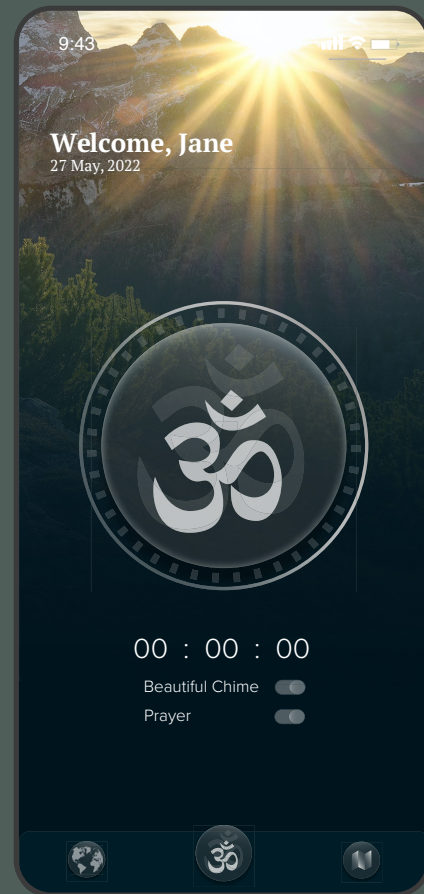 9:43
Welcome, Jane
27 May, 2022
ॐ
00 : 00 : 00
Beautiful Chime
Prayer
ॐ